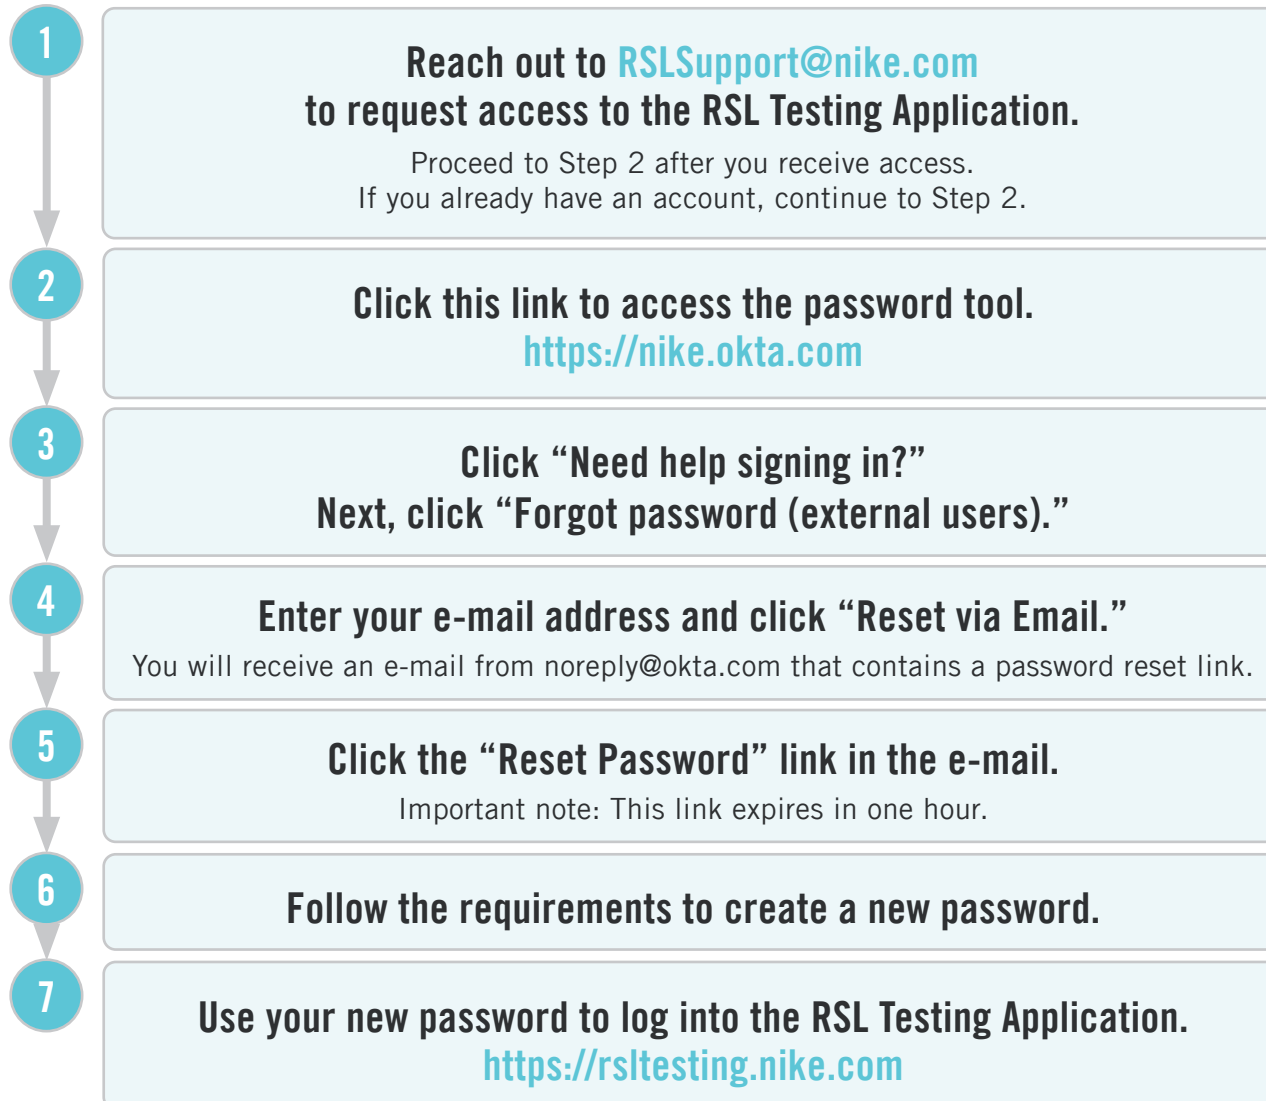 1
Reach out to RSLSupport@nike.com
to request access to the RSL Testing Application.
Proceed to Step 2 after you receive access.
If you already have an account, continue to Step 2.
2
Click this link to access the password tool.
https://nike.okta.com
3
Click “Need help signing in?”
Next, click “Forgot password (external users).”
4
Enter your e-mail address and click “Reset via Email.”
You will receive an e-mail from noreply@okta.com that contains a password reset link.
5
Click the “Reset Password” link in the e-mail.
Important note: This link expires in one hour.
6
Follow the requirements to create a new password.
7
Use your new password to log into the RSL Testing Application.
https://rsltesting.nike.com